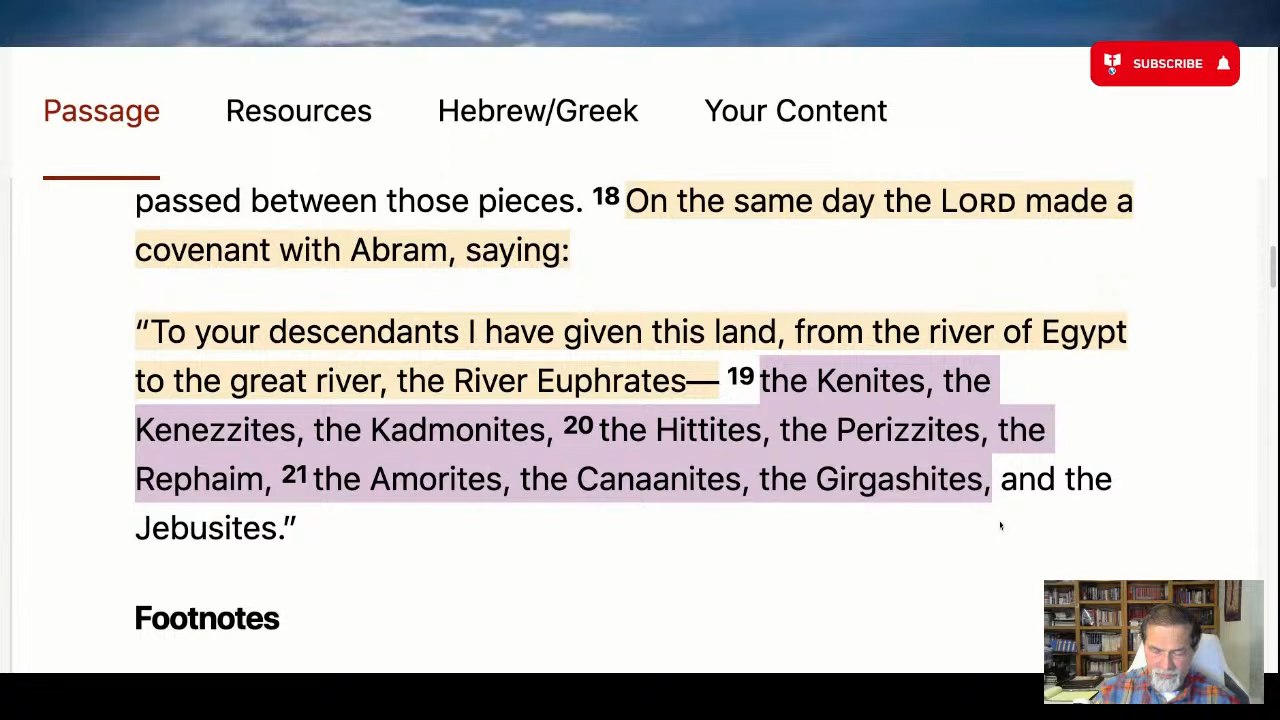 SUBSCRIBE
Passage Resources Hebrew/Greek Your Content
passed between those pieces. 18 On the same day the LORD made a
covenant with Abram, saying:
“To your descendants I have given this land, from the river of Egypt
to the great river, the River Euphrates— 19 the Kenites, the
Kenezzites, the Kadmonites, 20 the Hittites, the Perizzites, the
Rephaim, 21 the Amorites, the Canaanites, the Girgashites, and the
Jebusites.”
Footnotes